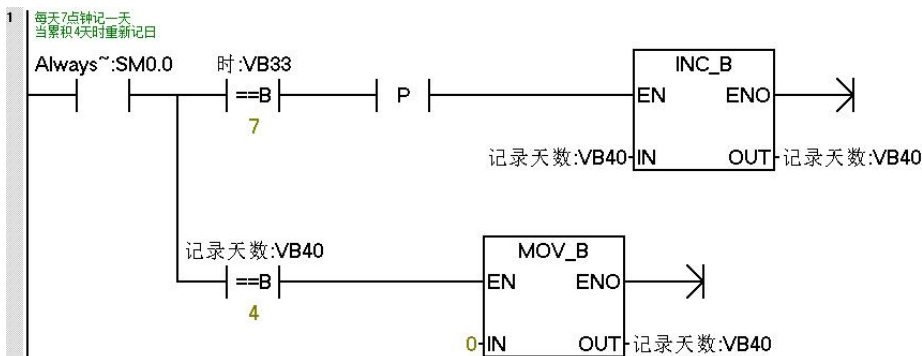 1
每天7点钟记一天
当累积4天时重新记日
Always~:SM0.0
时:VB33
==B
7
P
INC_B
EN
ENO
记录天数:VB40
IN
OUT
记录天数:VB40
记录天数:VB40
==B
4
MOV_B
EN
ENO
0
IN
OUT
记录天数:VB40